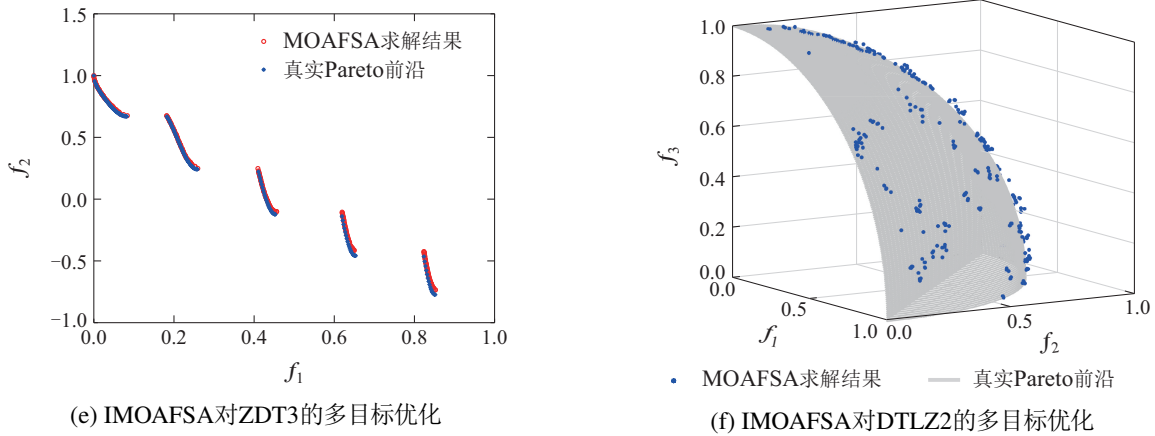 1.5
1.0
0.5
0.0
−0.5
−1.0
f2
0.0 0.2 0.4 0.6 0.8 1.0
f1
MOAFSA求解结果
真实Pareto前沿
(e) IMOAFSA对ZDT3的多目标优化
1.0
0.8
0.6
0.4
0.2
0.0
f3
0.0 0.5 1.0
f1
0.0 0.5 1.0
f2
MOAFSA求解结果 真实Pareto前沿
(f) IMOAFSA对DTLZ2的多目标优化